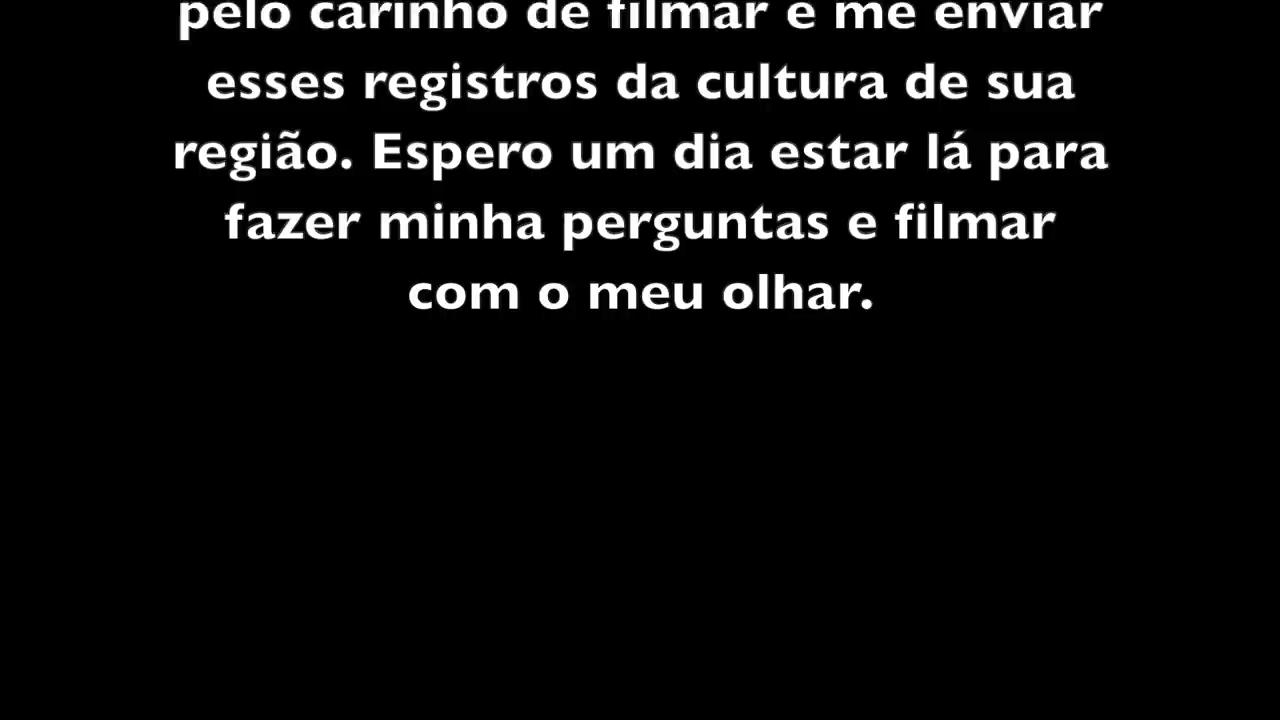 pelo carinho de filmar e me enviar
esses registros da cultura de sua
região. Espero um dia estar lá para
fazer minha perguntas e filmar
com o meu olhar.